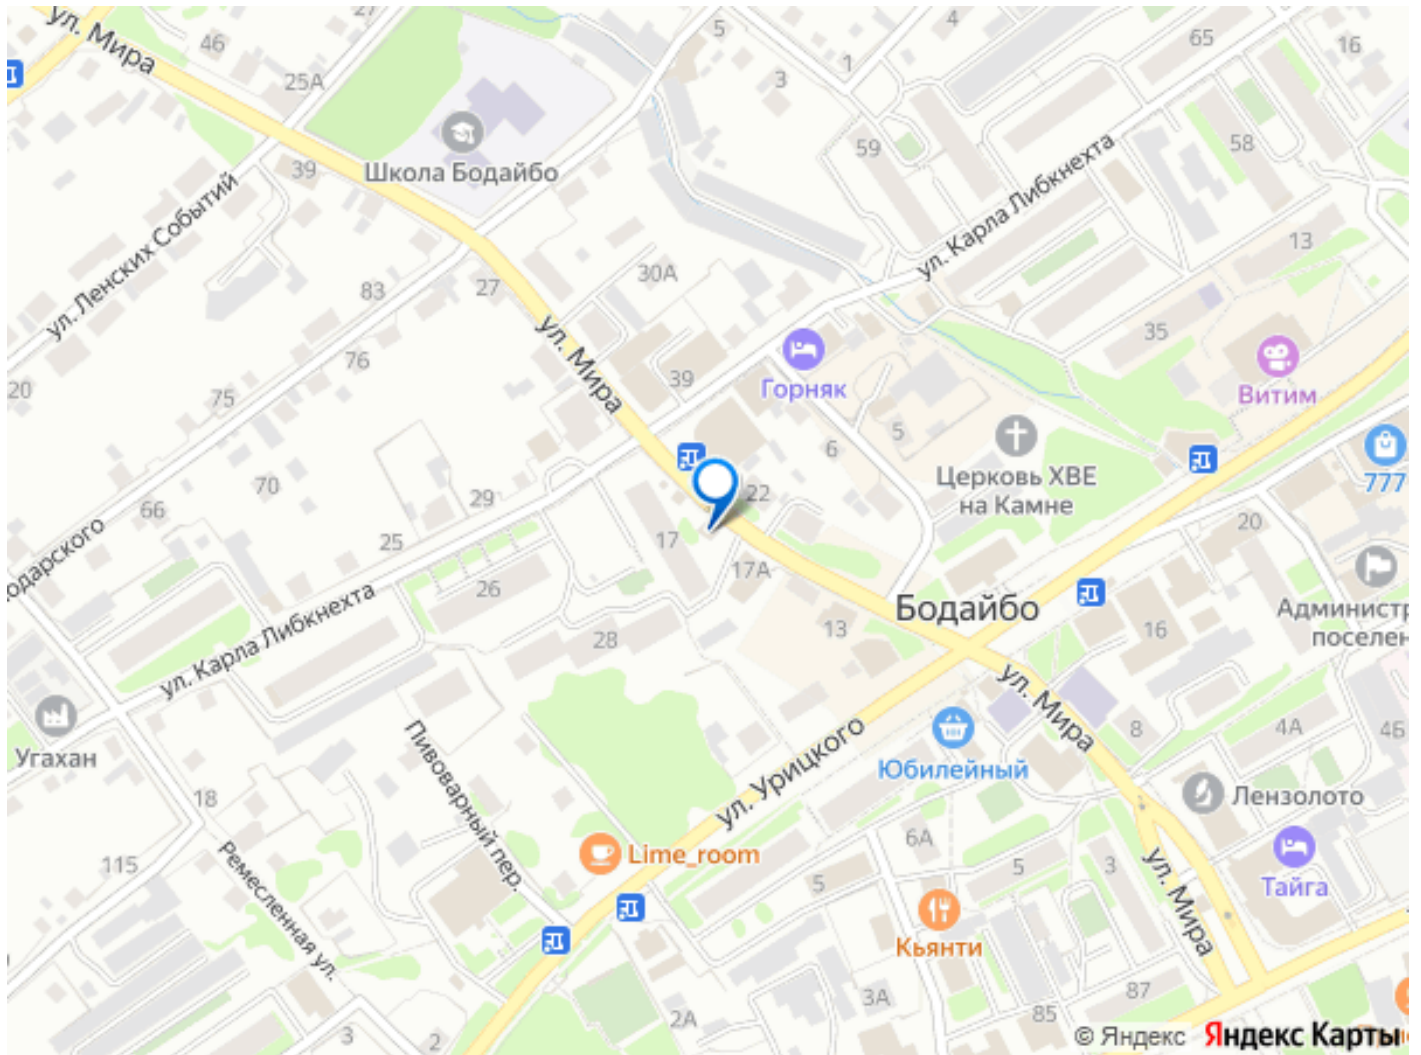 27
5
4
ул. Мира
46
65
16
25А
3
1
Школа Бодайбо
59
58
39
ул. Карла Либкнехта
ул. Ленских Событий
13
30А
83
27
35
ул. Мира
76
Горняк
39
Витим
20
75
5
6
Церковь ХВЕ
на Камне
777
70
29
22
66
20
25
17
17А
одарского
26
Бодайбо
Администр
поселен
ул. Карла Либкнехта
28
13
16
ул. Мира
Угахан
Пивоварный пер.
ул. Урицкого
Юбилейный
8
4А
4Б
18
Лензолото
115
Ремесленная ул.
Lime_room
6А
5
5
3
ул. Мира
Тайга
Кьянти
3А
87
85
2А
3
2
© Яндекс Яндекс Карты